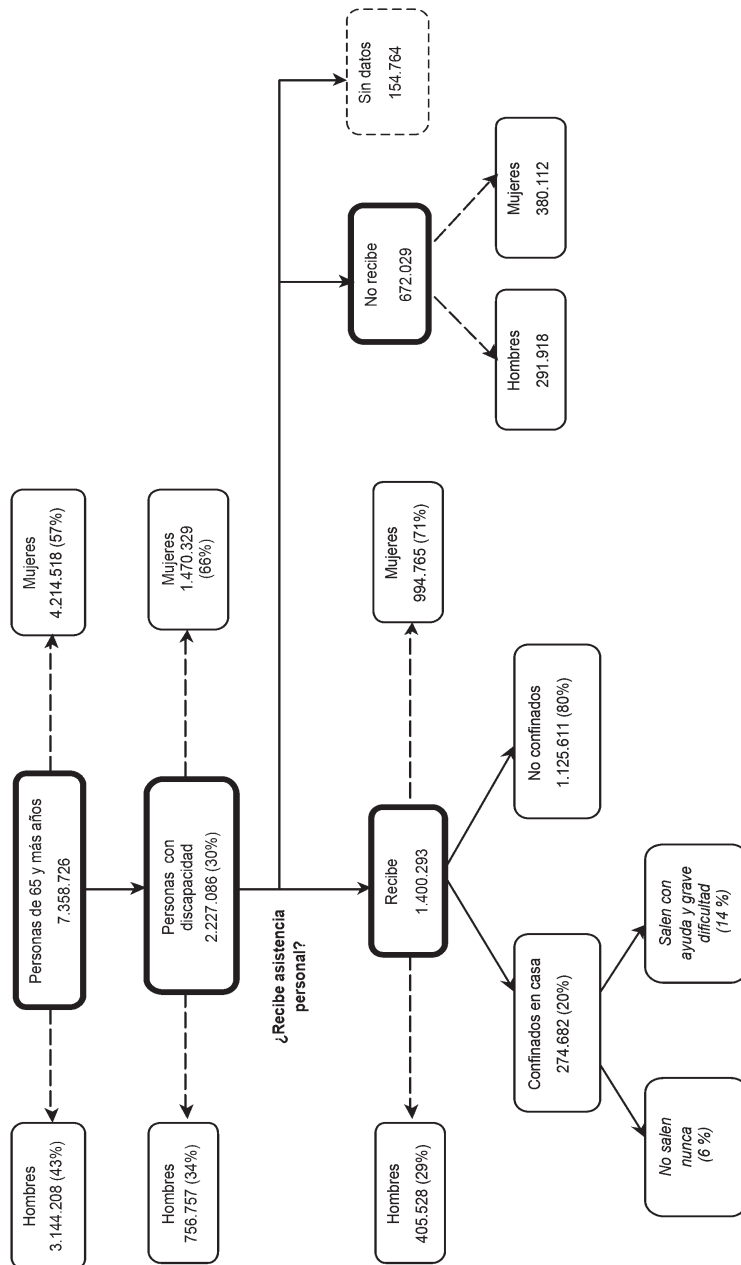 Hombres
3.144.208 (43%)
Personas de 65 y más años
7.358.726
Mujeres
4.214.518 (57%)
Hombres
756.757 (34%)
Personas con
discapacidad
2.227.086 (30%)
Mujeres
1.470.329
(66%)
¿Recibe asistencia
personal?
Hombres
405.528 (29%)
Recibe
1.400.293
Mujeres
994.765 (71%)
No recibe
672.029
Sin datos
154.764
Confinados en casa
274.682 (20%)
No confinados
1.125.611 (80%)
Hombres
291.918
Mujeres
380.112
No salen
nunca
(6 %)
Salen con
ayuda y grave
dificultad
(14 %)